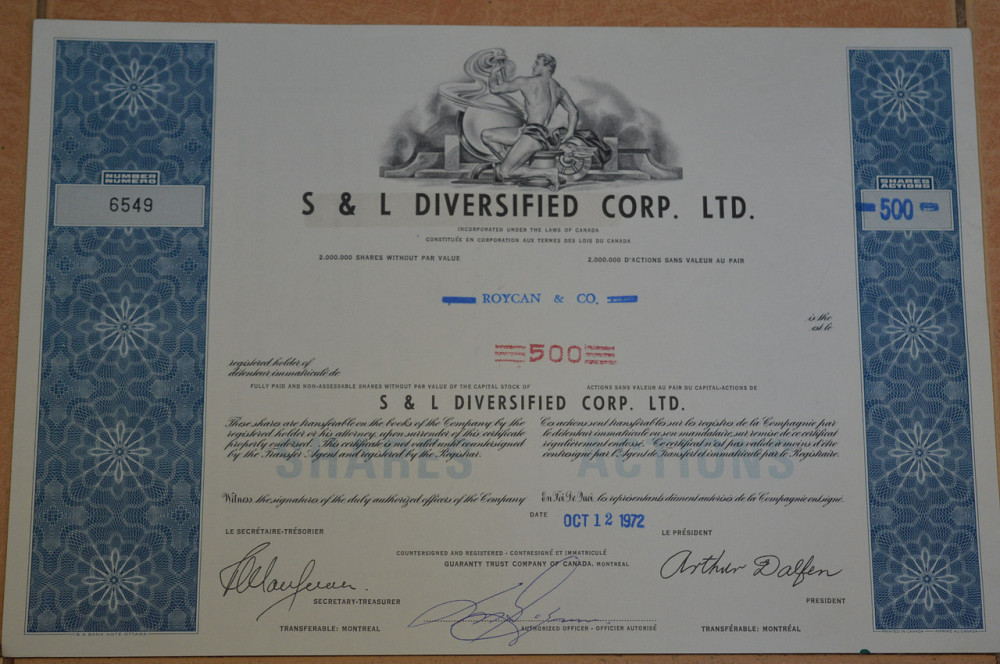 S & L DIVERSIFIED CORP. LTD.
INCORPORATED UNDER THE LAWS OF CANADA
CONSTITUÉE EN CORPORATION AUX TERMES DES LOIS DU CANADA
NUMBER
NUMÉRO
6549
SHARES
ACTIONS
500
2.000.000 SHARES WITHOUT PAR VALUE
2.000.000 D'ACTIONS SANS VALEUR AU PAIR
ROYCAN & CO.
is the
est le
500
registered holder of
détenteur immatriculé de
FULLY PAID AND NON-ASSESSABLE SHARES WITHOUT PAR VALUE OF THE CAPITAL STOCK OF
ACTIONS SANS VALEUR AU PAIR DU CAPITAL-ACTIONS DE
S & L DIVERSIFIED CORP. LTD.
These shares are transferable on the books of the Company by the
registered holder or his attorney, upon surrender of this certificate
properly endorsed. This certificate is not valid until countersigned
by the Transfer Agent and registered by the Registrar.
Ces actions sont transférables sur les registres de la Compagnie par
le détenteur immatriculé ou son mandataire, sur remise de ce certificat
régulièrement endossé. Ce certificat n'est pas valable à moins d'être
contresigné par l'Agent de Transfert et immatriculé par le Registraire.
SHARES
ACTIONS
Witness the signatures of the duly authorized officers of the Company
En Foi De Quoi, les représentants dûment autorisés de la Compagnie ont signé.
DATE OCT 12 1972
LE SECRÉTAIRE-TRÉSORIER
LE PRÉSIDENT
COUNTERSIGNED AND REGISTERED - CONTRESIGNÉ ET IMMATRICULÉ
GUARANTY TRUST COMPANY OF CANADA, MONTREAL
Arthur Dalfen
SECRETARY-TREASURER
PRESIDENT
AUTHORIZED OFFICER - OFFICIER AUTORISÉ
TRANSFERABLE: MONTREAL
TRANSFÉRABLE: MONTRÉAL
BANK NOTE OTTAWA
PRINTED IN CANADA